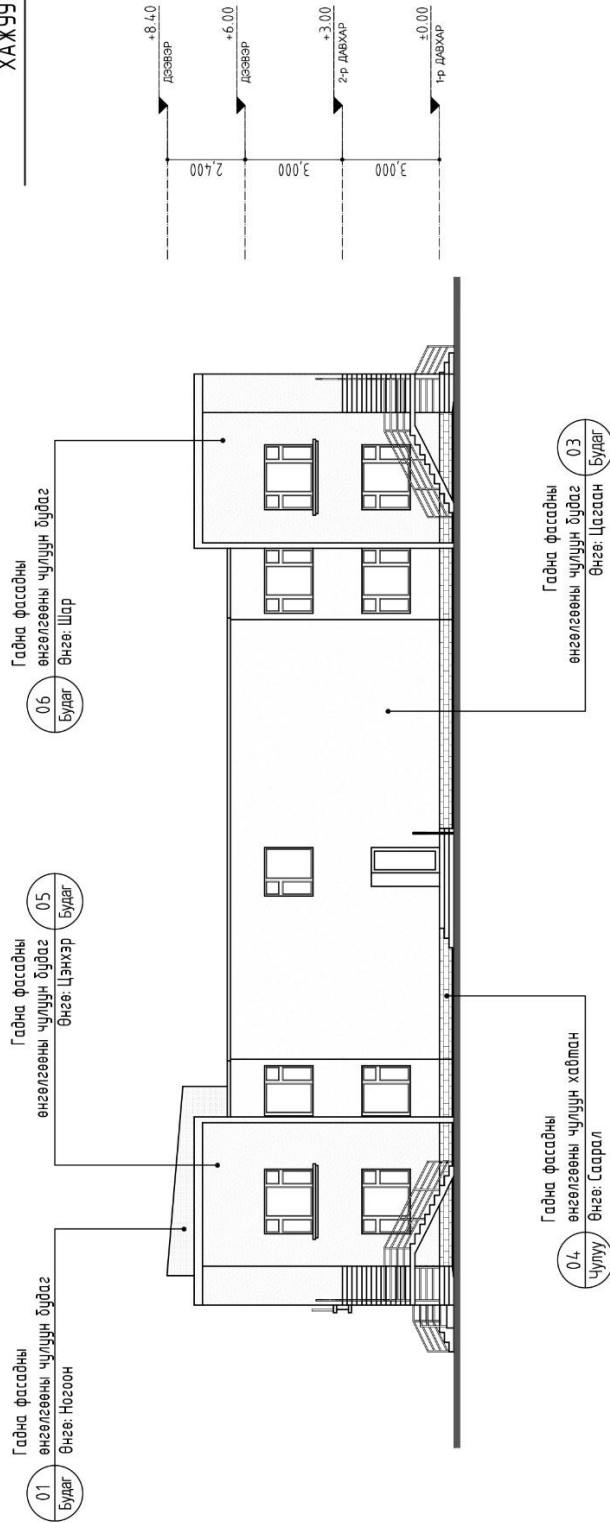 ХАЖУУ
Гадна фасадны
өнгөлгөөны чулуун будаг
01
Будаг
Өнгө: Ногоон
Гадна фасадны
өнгөлгөөны чулуун будаг
05
Будаг
Өнгө: Цэнхэр
Гадна фасадны
өнгөлгөөны чулуун будаг
06
Будаг
Өнгө: Шар
+8.40
ДЭЭВЭР
2,400
+6.00
ДЭЭВЭР
3,000
+3.00
2-р ДАВХАР
3,000
±0.00
1-р ДАВХАР
Гадна фасадны
өнгөлгөөны чулуун хавтан
04
Чулуу
Өнгө: Саарал
Гадна фасадны
өнгөлгөөны чулуун будаг
03
Будаг
Өнгө: Цагаан